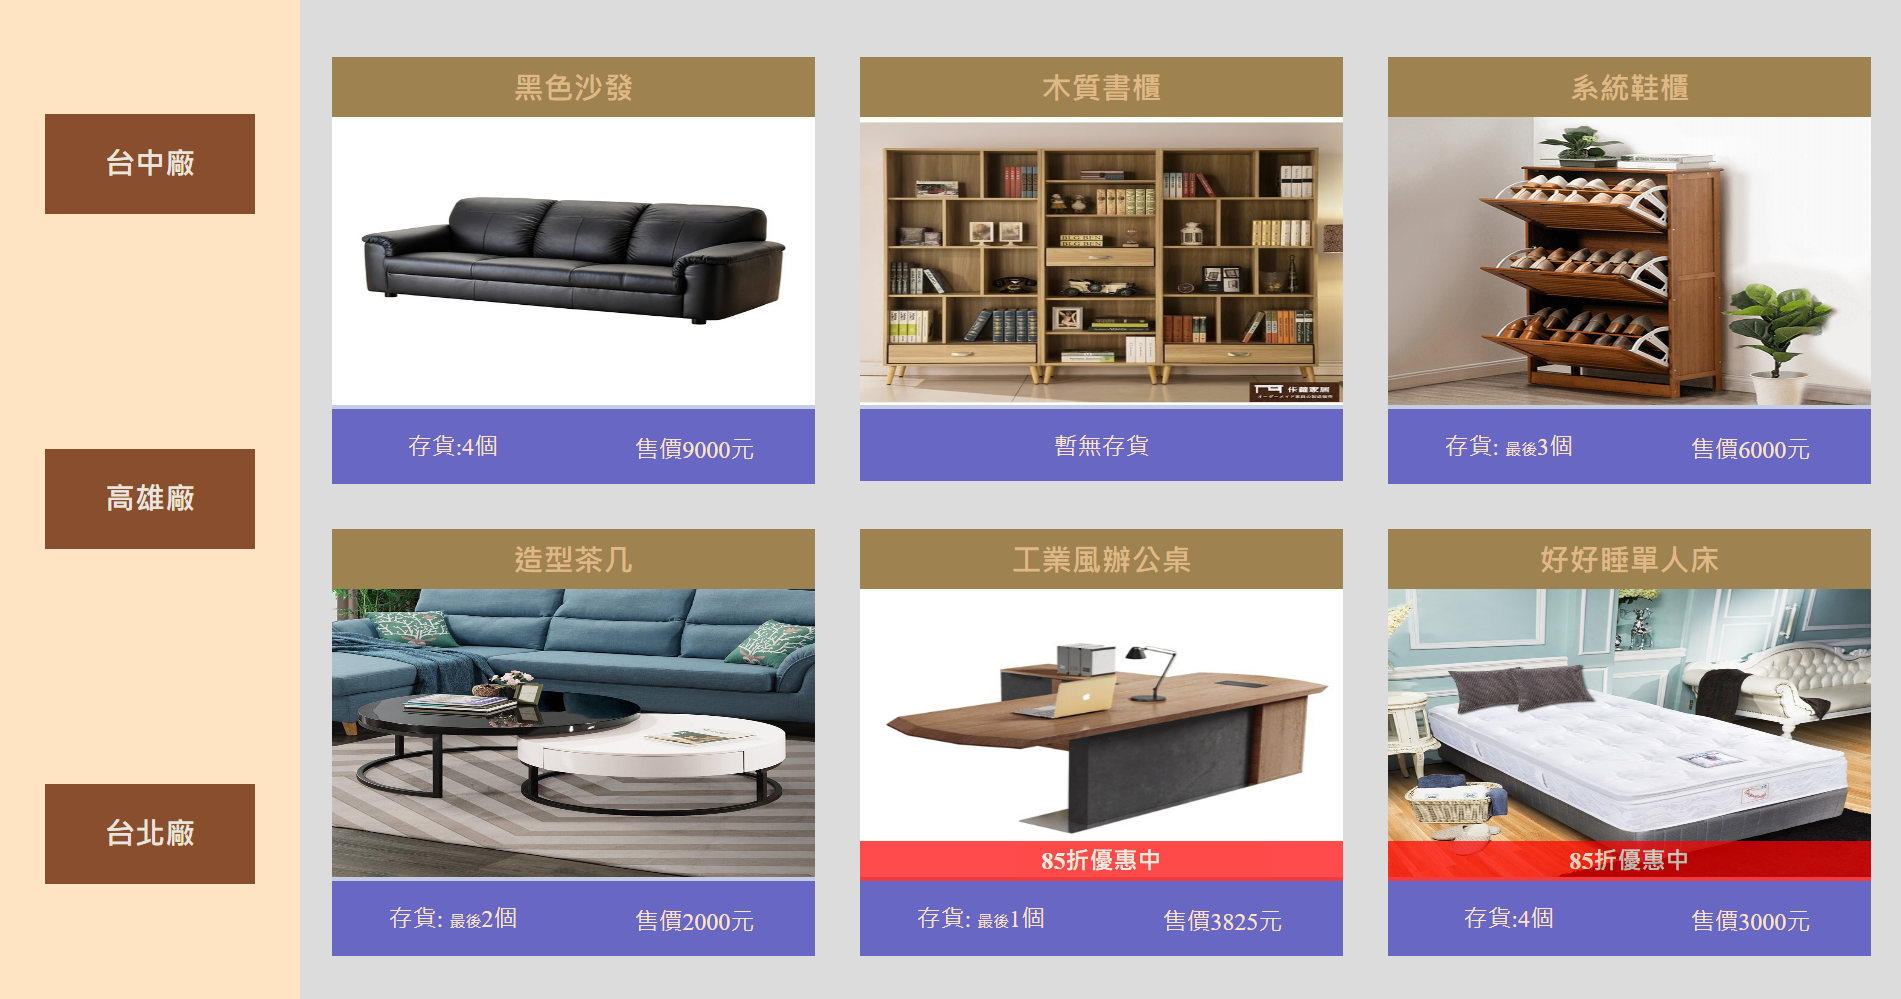 台中廠
高雄廠
台北廠
黑色沙發
存貨:4個
售價9000元
木質書櫃
BLG BEN
BLG BEN
暫無存貨
系統鞋櫃
存貨: 最後3個
售價6000元
造型茶几
存貨: 最後2個
售價2000元
工業風辦公桌
85折優惠中
存貨: 最後1個
售價3825元
好好睡單人床
85折優惠中
存貨:4個
售價3000元